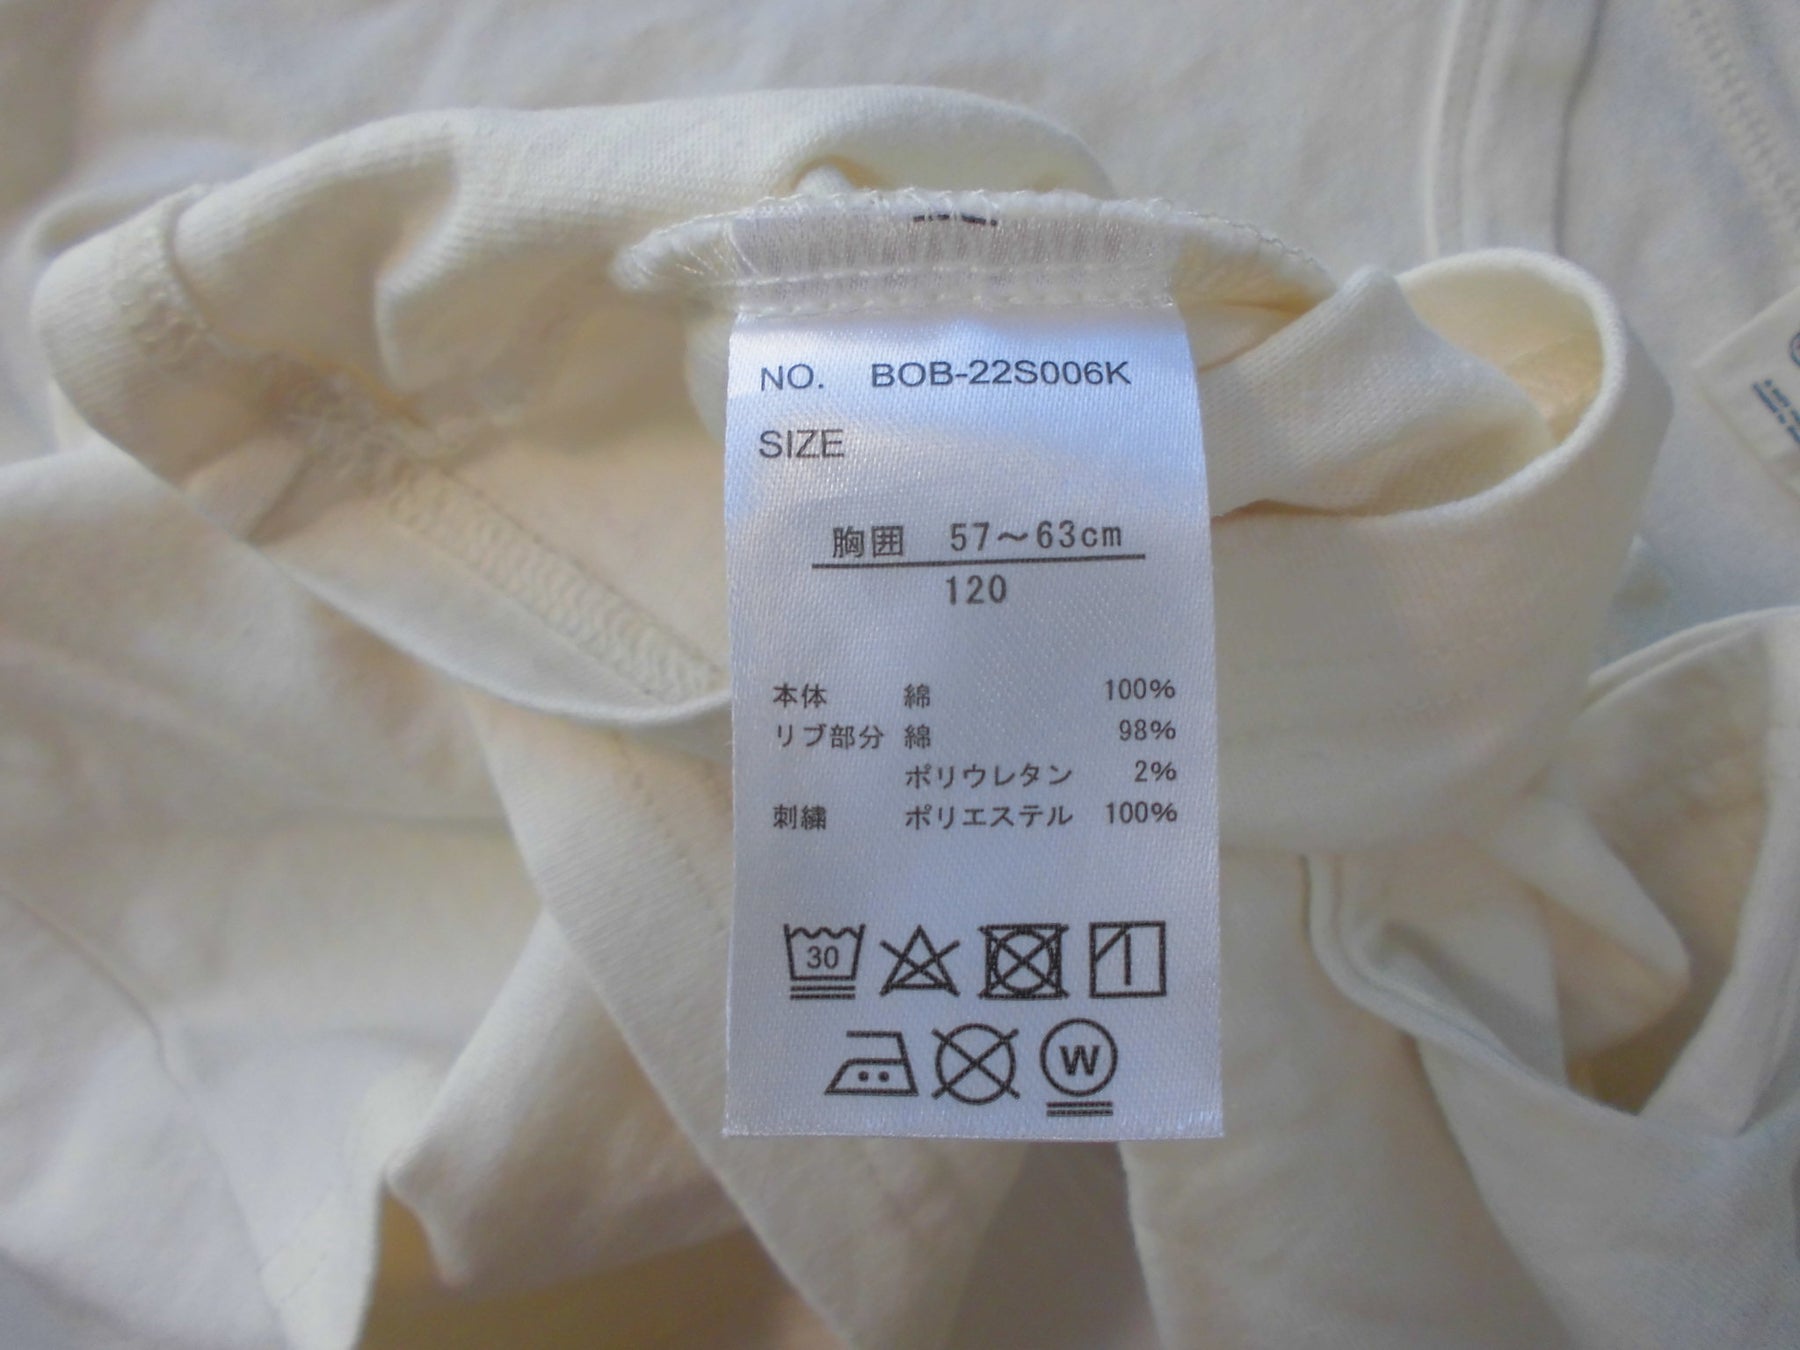 NO. BOB-22S006K
SIZE
胸囲 57～63cm
120
本体 綿 100%
リブ部分 綿 98%
ポリウレタン 2%
刺繍 ポリエステル 100%
30
W